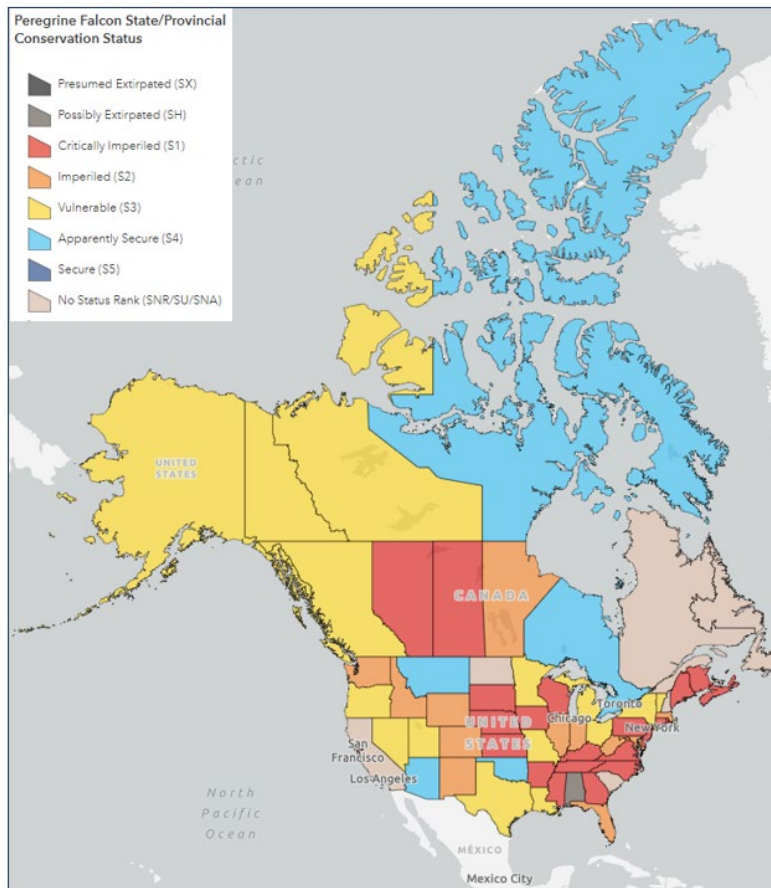 Peregrine Falcon State/Provincial
Conservation Status
Presumed Extirpated (SX)
Possibly Extirpated (SH)
Critically Imperiled (S1)
Imperiled (S2)
Vulnerable (S3)
Apparently Secure (S4)
Secure (S5)
No Status Rank (SNR/SU/SNA)
ctic
ean
UNITED
STATES
CANADA
Toronto
Chicago
UNITED
STATES
New York
San
Francisco
Los Angeles
North
Pacific
Ocean
MÉXICO
Mexico City